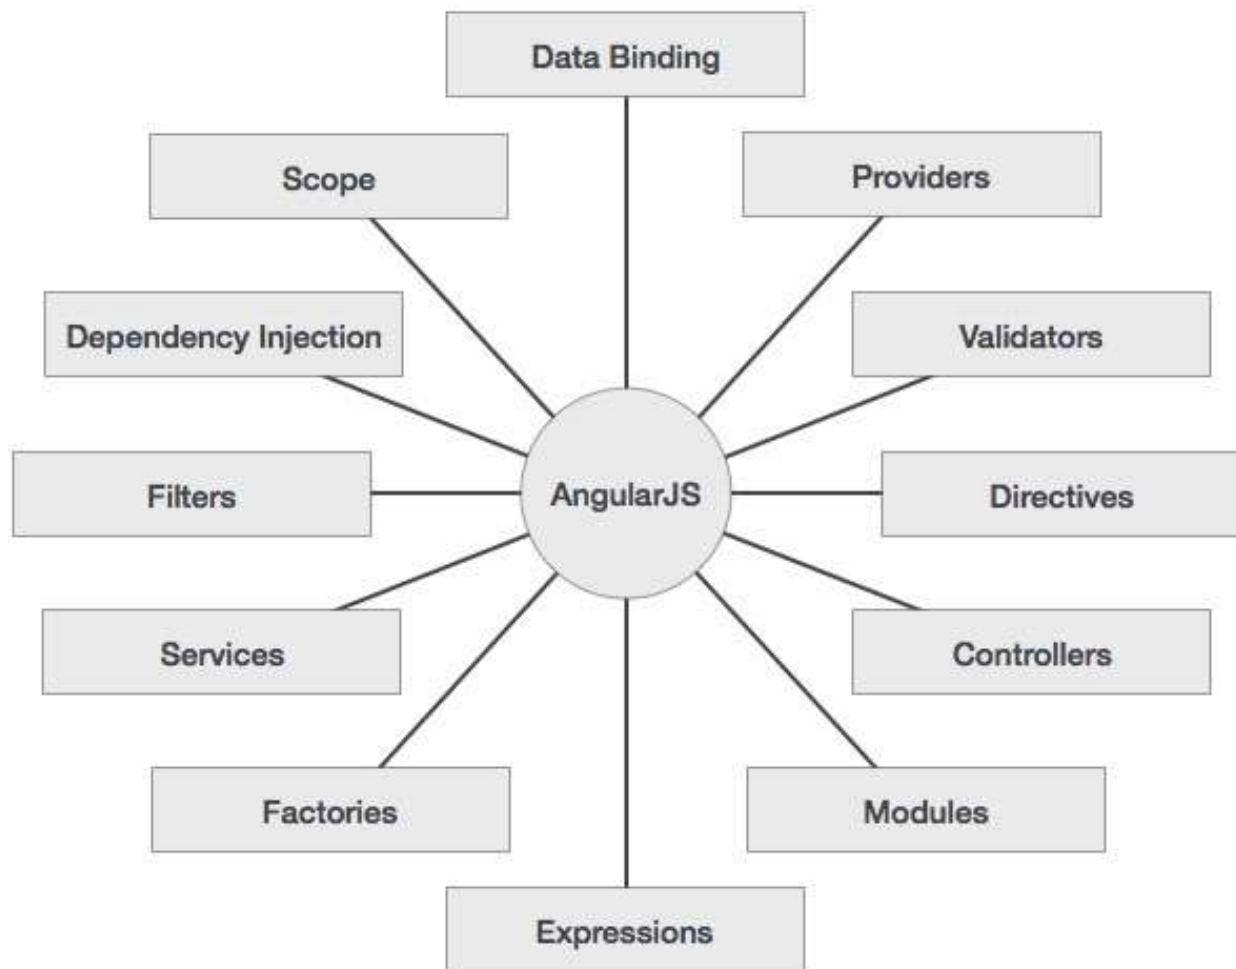 Data Binding
Scope
Providers
Dependency Injection
Validators
Filters
AngularJS
Directives
Services
Controllers
Factories
Modules
Expressions